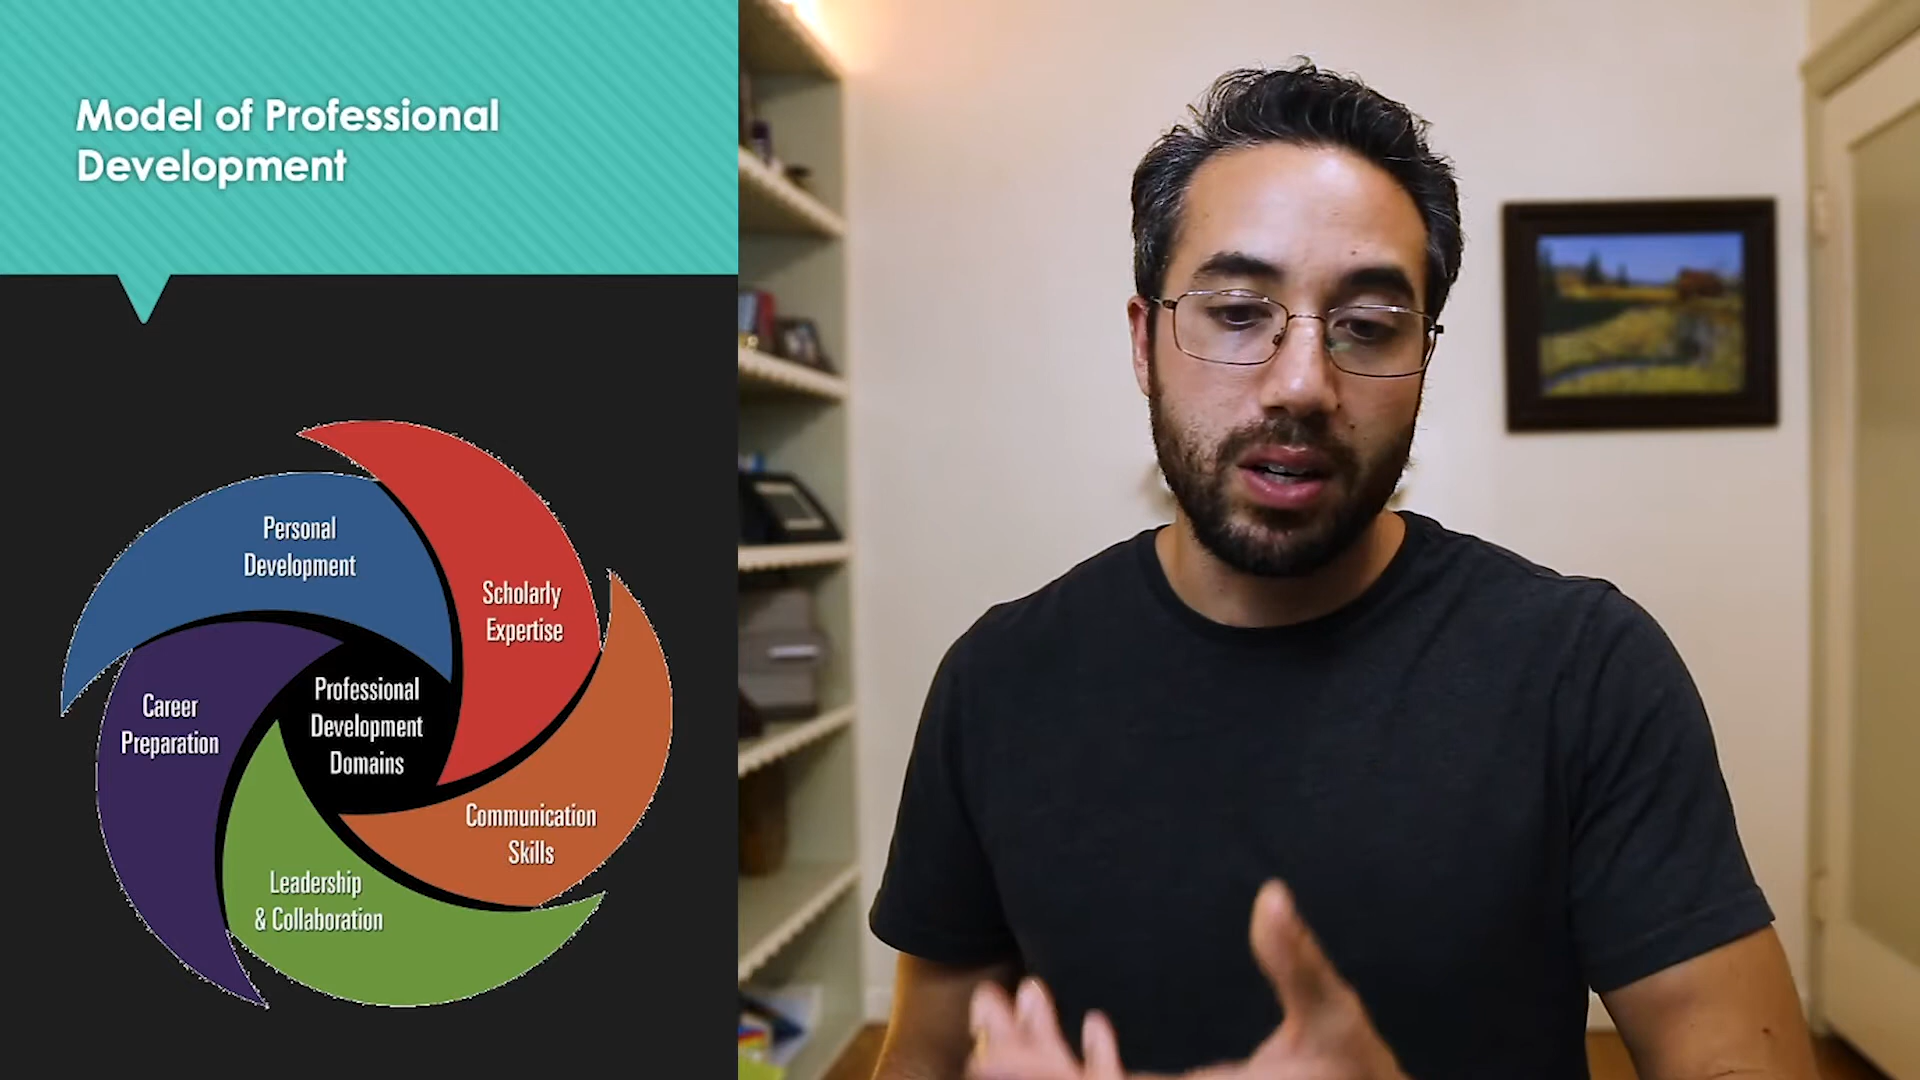 Model of Professional
Development
Personal
Development
Scholarly
Expertise
Career
Preparation
Professional
Development
Domains
Communication
Skills
Leadership
& Collaboration